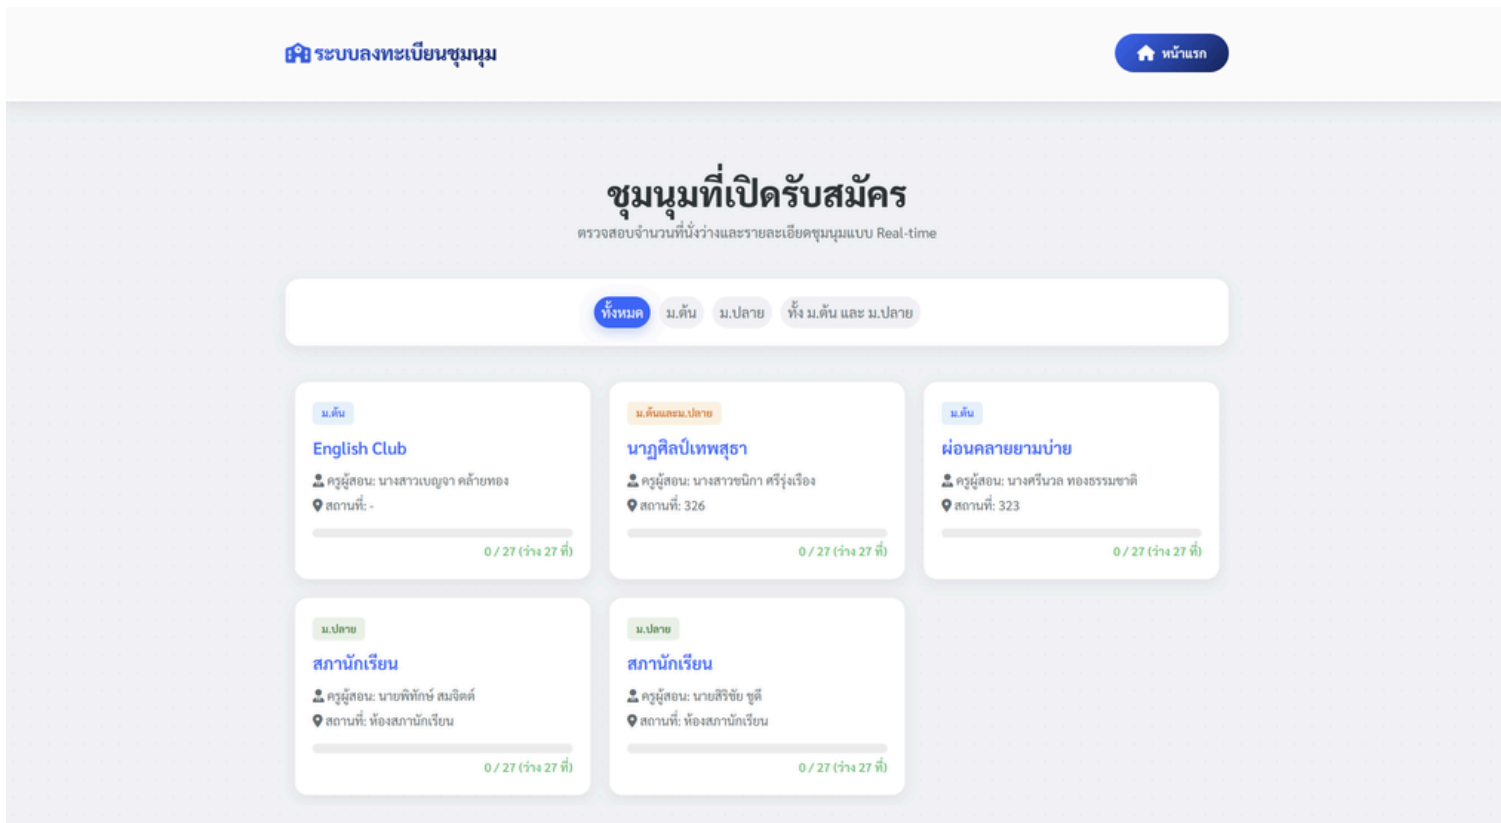 ระบบลงทะเบียนชุมนุม
หน้าแรก
ชุมนุมที่เปิดรับสมัคร
ตรวจสอบจำนวนที่นั่งว่างและรายละเอียดชุมนุมแบบ Real-time
ทั้งหมด ม.ต้น ม.ปลาย ทั้ง ม.ต้น และ ม.ปลาย
ม.ต้น
English Club
ครูผู้สอน: นางสาวเบญจา คล้ายทอง
สถานที่: -
0 / 27 (ว่าง 27 ที่)
ม.ต้นและม.ปลาย
นาฏศิลป์เทพสุธา
ครูผู้สอน: นางสาวชนิกา ศรีรุ่งเรือง
สถานที่: 326
0 / 27 (ว่าง 27 ที่)
ม.ต้น
ผ่อนคลายยามบ่าย
ครูผู้สอน: นางศรีนวล ทองธรรมชาติ
สถานที่: 323
0 / 27 (ว่าง 27 ที่)
ม.ปลาย
สภานักเรียน
ครูผู้สอน: นายพิทักษ์ สมจิตต์
สถานที่: ห้องสภานักเรียน
0 / 27 (ว่าง 27 ที่)
ม.ปลาย
สภานักเรียน
ครูผู้สอน: นายสิริชัย ชูดี
สถานที่: ห้องสภานักเรียน
0 / 27 (ว่าง 27 ที่)